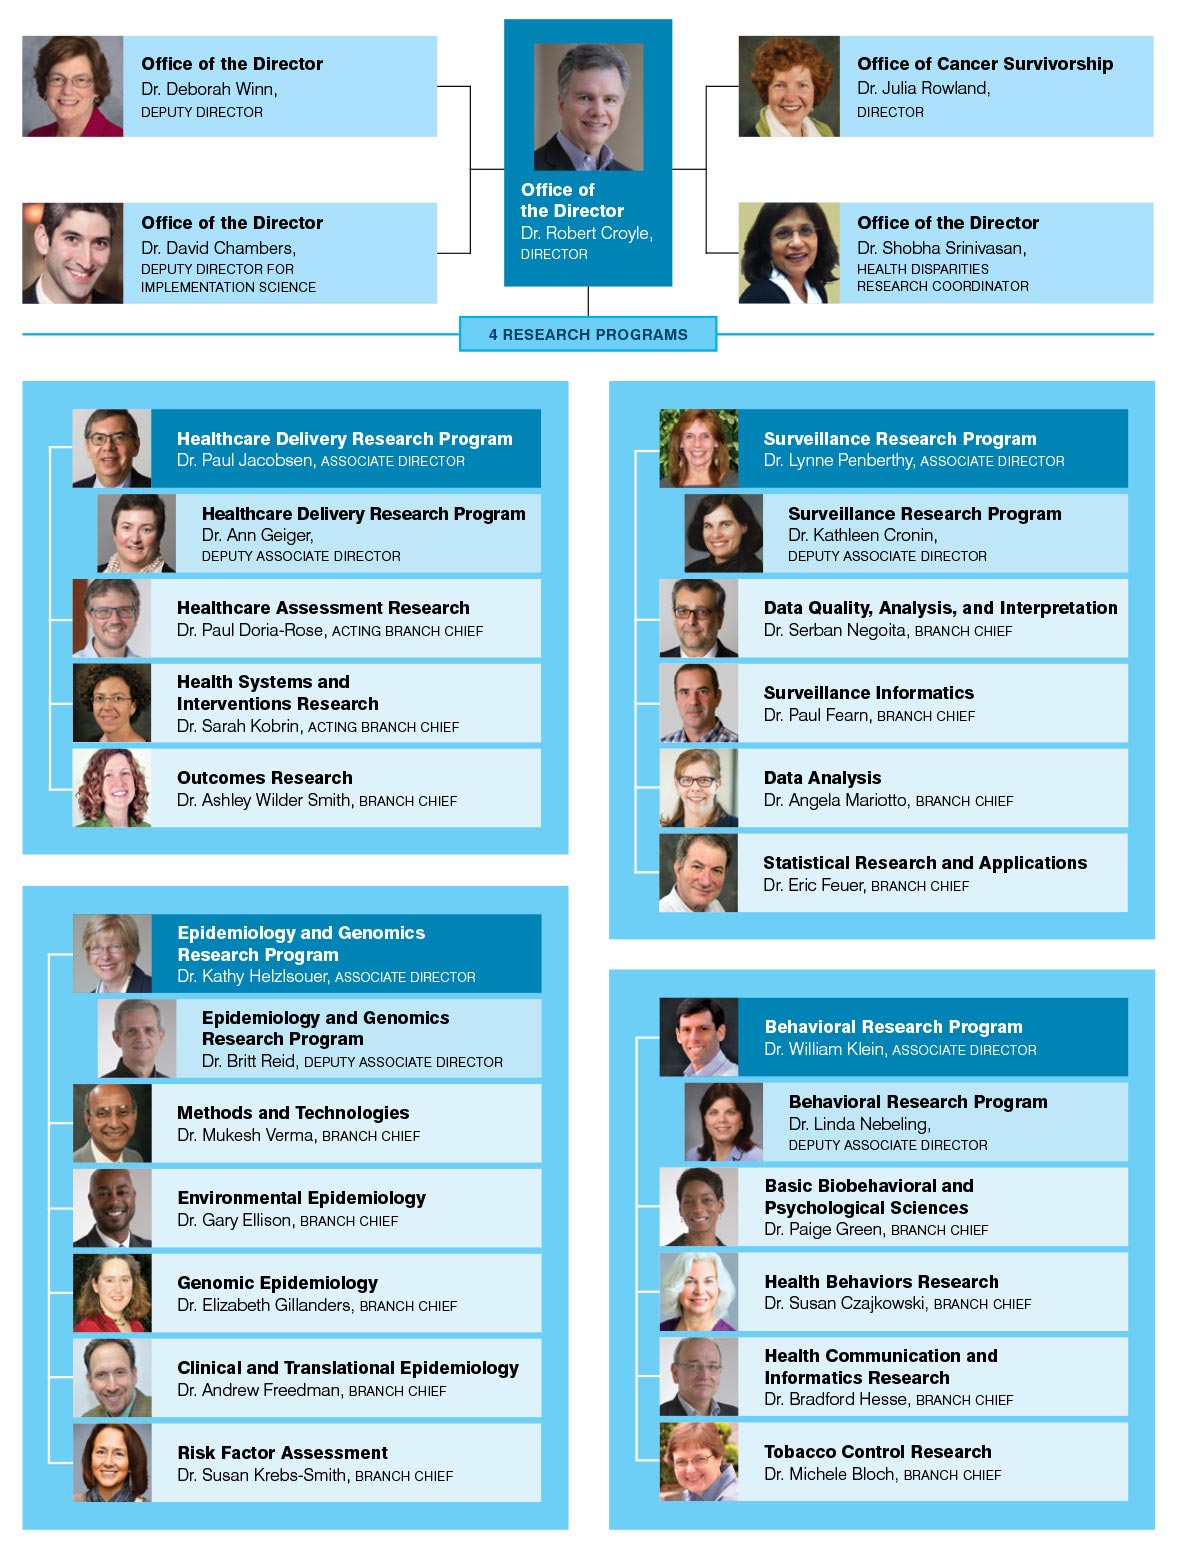 Office of the Director
Dr. Deborah Winn,
DEPUTY DIRECTOR
Office of the Director
Dr. David Chambers,
DEPUTY DIRECTOR FOR
IMPLEMENTATION SCIENCE
Office of
the Director
Dr. Robert Croyle,
DIRECTOR
Office of Cancer Survivorship
Dr. Julia Rowland,
DIRECTOR
Office of the Director
Dr. Shobha Srinivasan,
HEALTH DISPARITIES
RESEARCH COORDINATOR
4 RESEARCH PROGRAMS
Healthcare Delivery Research Program
Dr. Paul Jacobsen, ASSOCIATE DIRECTOR
Healthcare Delivery Research Program
Dr. Ann Geiger,
DEPUTY ASSOCIATE DIRECTOR
Healthcare Assessment Research
Dr. Paul Doria-Rose, ACTING BRANCH CHIEF
Health Systems and
Interventions Research
Dr. Sarah Kobrin, ACTING BRANCH CHIEF
Outcomes Research
Dr. Ashley Wilder Smith, BRANCH CHIEF
Surveillance Research Program
Dr. Lynne Penberthy, ASSOCIATE DIRECTOR
Surveillance Research Program
Dr. Kathleen Cronin,
DEPUTY ASSOCIATE DIRECTOR
Data Quality, Analysis, and Interpretation
Dr. Serban Negoita, BRANCH CHIEF
Surveillance Informatics
Dr. Paul Fearn, BRANCH CHIEF
Data Analysis
Dr. Angela Mariotto, BRANCH CHIEF
Statistical Research and Applications
Dr. Eric Feuer, BRANCH CHIEF
Epidemiology and Genomics
Research Program
Dr. Kathy Helzlsouer, ASSOCIATE DIRECTOR
Epidemiology and Genomics
Research Program
Dr. Britt Reid, DEPUTY ASSOCIATE DIRECTOR
Methods and Technologies
Dr. Mukesh Verma, BRANCH CHIEF
Environmental Epidemiology
Dr. Gary Ellison, BRANCH CHIEF
Genomic Epidemiology
Dr. Elizabeth Gillanders, BRANCH CHIEF
Clinical and Translational Epidemiology
Dr. Andrew Freedman, BRANCH CHIEF
Risk Factor Assessment
Dr. Susan Krebs-Smith, BRANCH CHIEF
Behavioral Research Program
Dr. William Klein, ASSOCIATE DIRECTOR
Behavioral Research Program
Dr. Linda Nebeling,
DEPUTY ASSOCIATE DIRECTOR
Basic Biobehavioral and
Psychological Sciences
Dr. Paige Green, BRANCH CHIEF
Health Behaviors Research
Dr. Susan Czajkowski, BRANCH CHIEF
Health Communication and
Informatics Research
Dr. Bradford Hesse, BRANCH CHIEF
Tobacco Control Research
Dr. Michele Bloch, BRANCH CHIEF